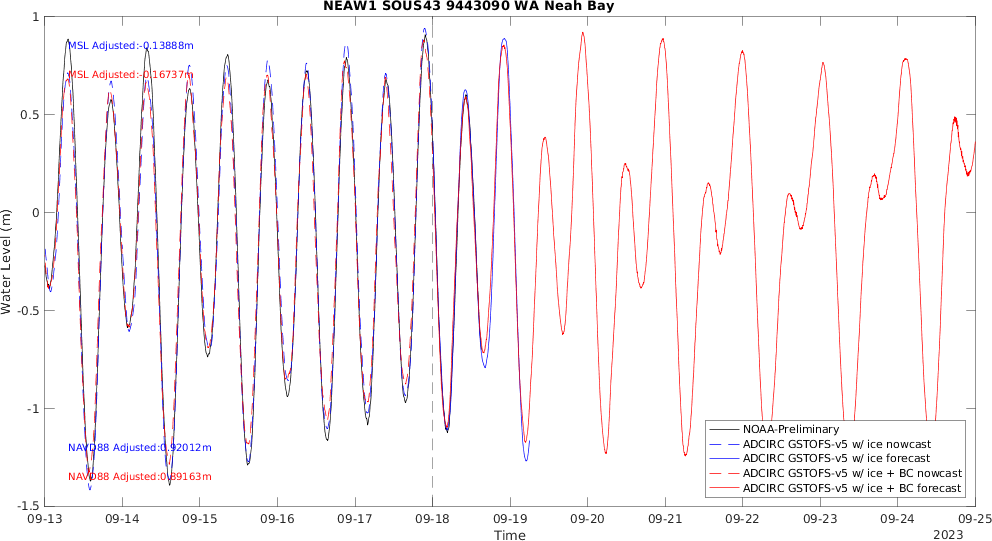 NEAW1 SOUS43 9443090 WA Neah Bay
1
0.5
0
-0.5
-1
-1.5
Water Level (m)
MSL Adjusted:-0.13888m
MSL Adjusted:-0.16737m
NAVD88 Adjusted:0.92012m
NAVD88 Adjusted:0.89163m
NOAA-Preliminary
ADCIRC GSTOFS-v5 w/ ice nowcast
ADCIRC GSTOFS-v5 w/ ice forecast
ADCIRC GSTOFS-v5 w/ ice + BC nowcast
ADCIRC GSTOFS-v5 w/ ice + BC forecast
09-13 09-14 09-15 09-16 09-17 09-18 09-19 09-20 09-21 09-22 09-23 09-24 09-25
Time
2023